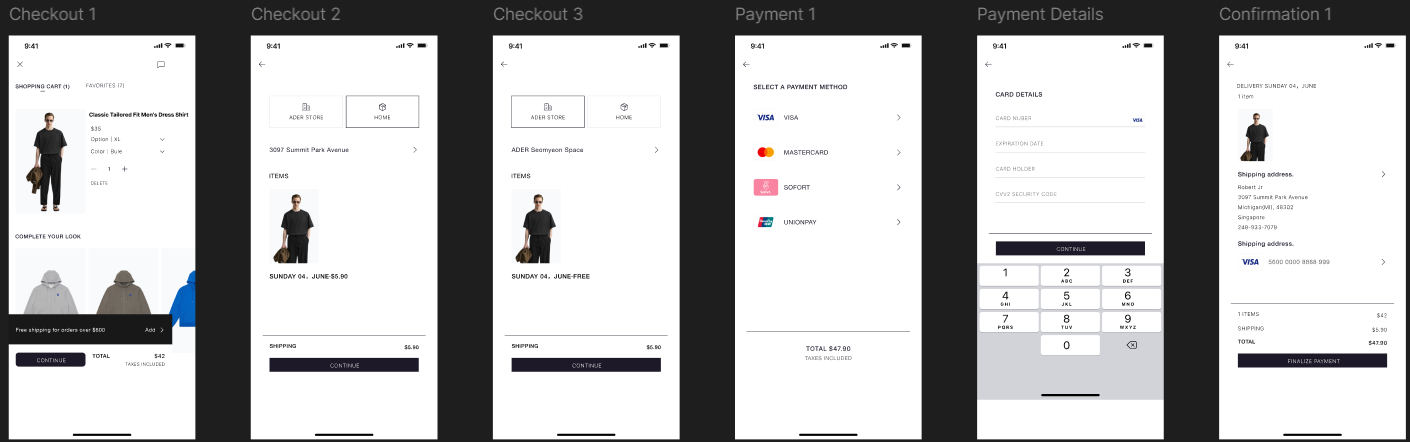 Checkout 1
9:41
SHOPPING CART (1)
FAVORITES (7)
Classic Tailored Fit Men's Dress Shirt
$35
Option | XL
Color | Bule
1
DELETE
COMPLETE YOUR LOOK
Free shipping for orders over $600
Add
CONTINUE
TOTAL
$42
TAXES INCLUDED
Checkout 2
9:41
ADER STORE
HOME
3097 Summit Park Avenue
ITEMS
SUNDAY 04, JUNE-$5.90
SHIPPING
$5.90
CONTINUE
Checkout 3
9:41
ADER STORE
HOME
ADER Seomyeon Space
ITEMS
SUNDAY 04, JUNE-FREE
SHIPPING
$5.90
CONTINUE
Payment 1
9:41
SELECT A PAYMENT METHOD
VISA VISA
MASTERCARD
SOFORT
UNIONPAY
TOTAL $47.90
TAXES INCLUDED
Payment Details
9:41
CARD DETAILS
CARD NUBER
VISA
EXPIRATION DATE
CARD HOLDER
CVV2 SECURITY CODE
CONTINUE
1 2 ABC 3 DEF
4 GHI 5 JKL 6 MNO
7 PQRS 8 TUV 9 WXYZ
0
Confirmation 1
9:41
DELIVERY SUNDAY 04, JUNE
1 item
Shipping address.
Robert Jr
3097 Summit Park Avenue
Michigan(MI), 48302
Singapore
248-933-7079
Shipping address.
VISA 5600 0000 8868 999
1 ITEMS
$42
SHIPPING
$5.90
TOTAL
$47.90
FINALIZE PAYMENT